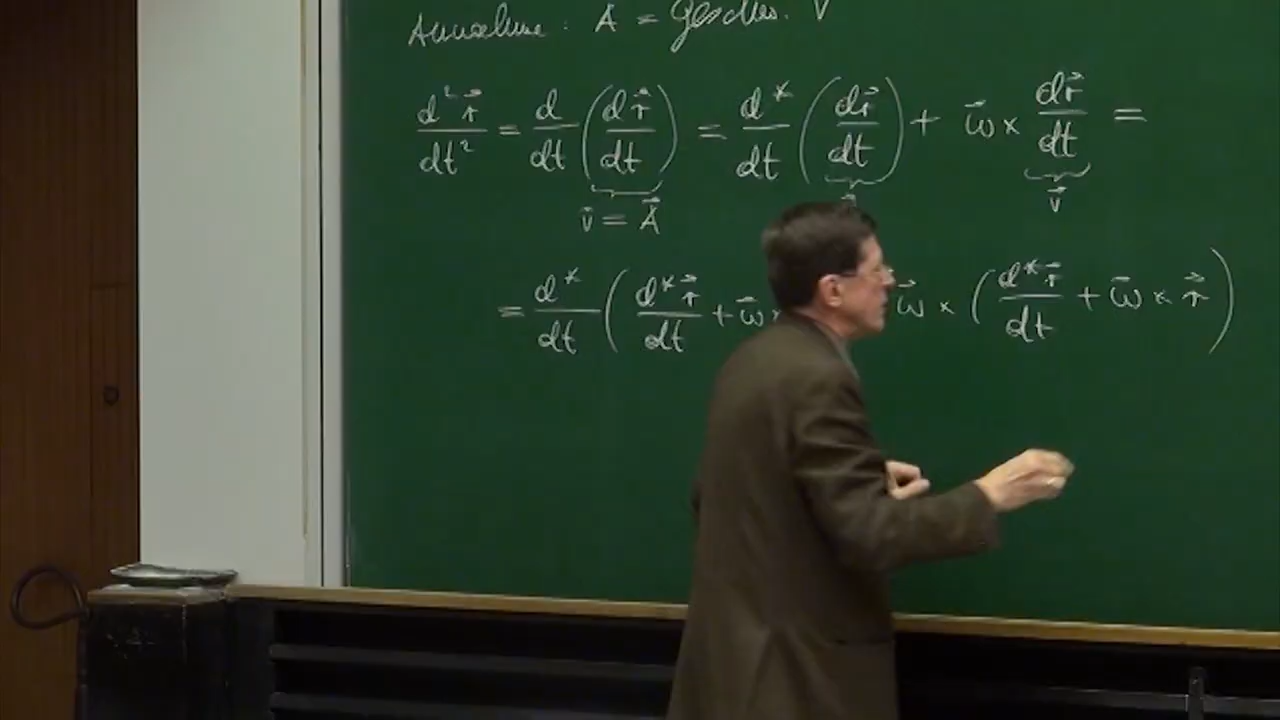 Annahme: A = Geschw. V
d²r⃗/dt² = d/dt (dr⃗/dt) = d*/dt (dr⃗/dt) + ω⃗ × dr⃗/dt =
v⃗ = A⃗ v⃗
= d*/dt (d*r⃗/dt + ω⃗ × ω⃗ × (d*r⃗/dt + ω⃗ × r⃗)